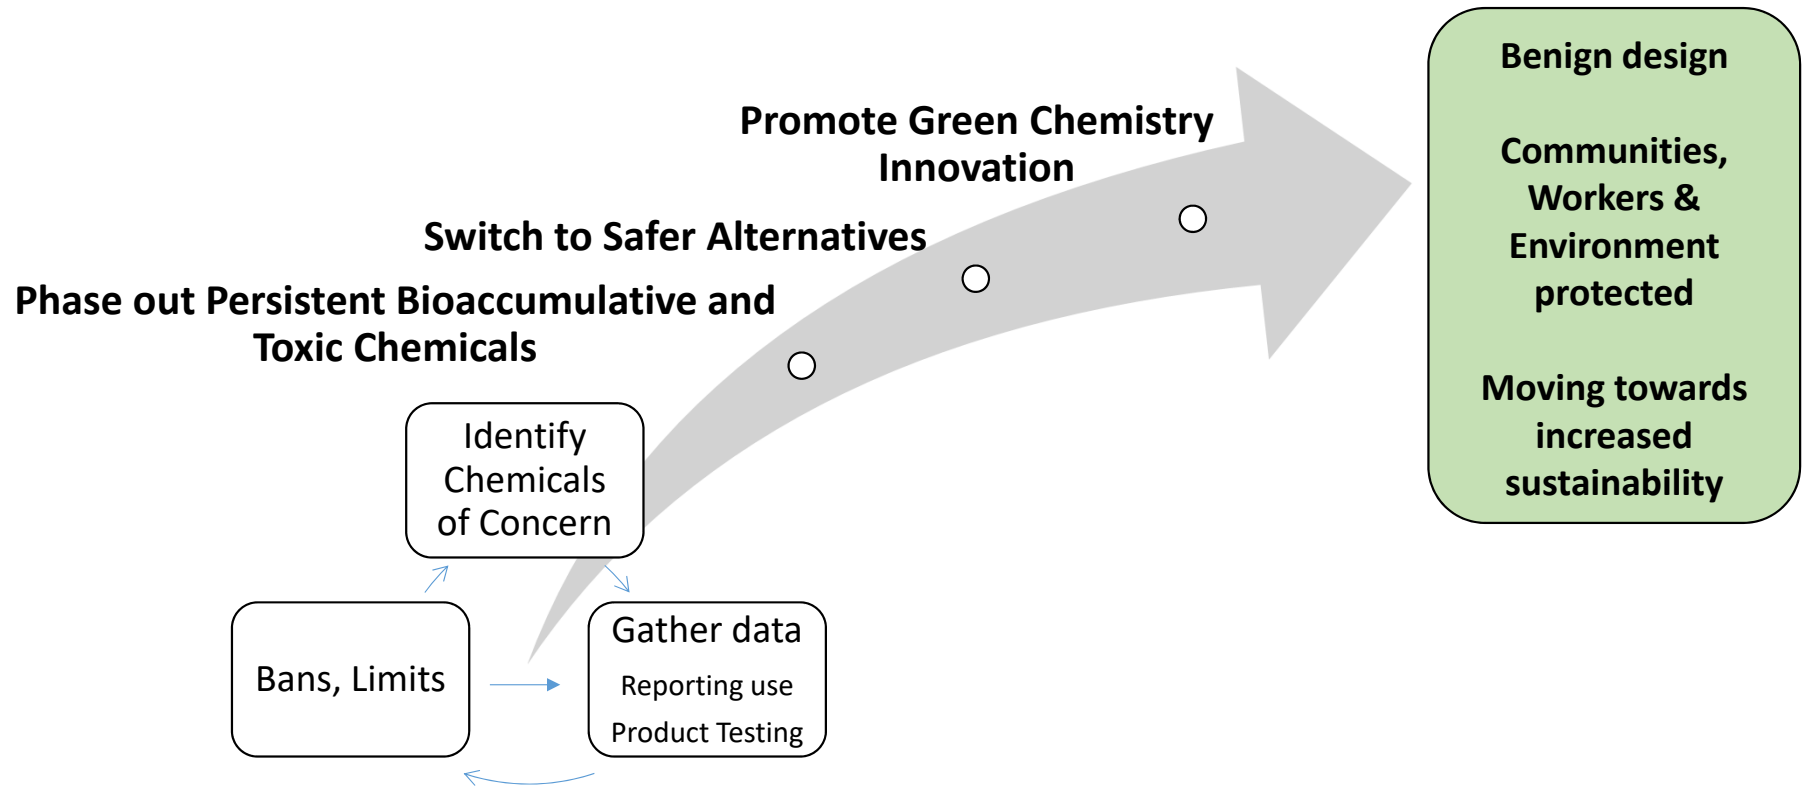 Promote Green Chemistry
Innovation
Switch to Safer Alternatives
Phase out Persistent Bioaccumulative and
Toxic Chemicals
Identify
Chemicals
of Concern
Bans, Limits
Gather data
Reporting use
Product Testing
Benign design
Communities,
Workers &
Environment
protected
Moving towards
increased
sustainability